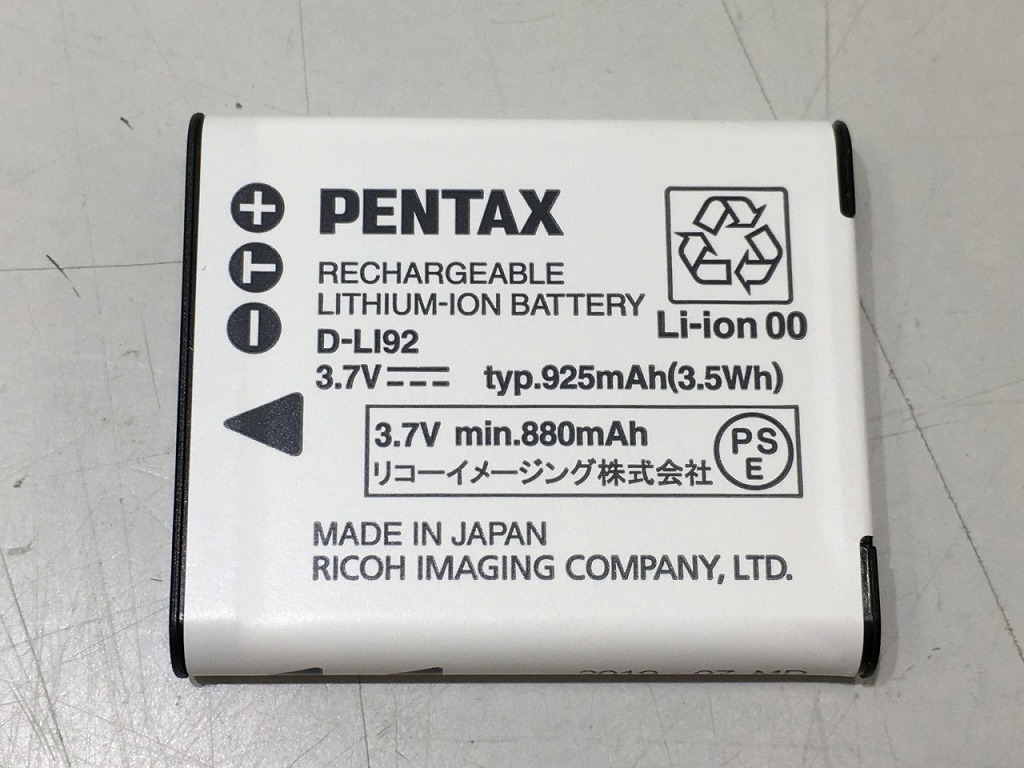 PENTAX
RECHARGEABLE
LITHIUM-ION BATTERY
D-LI92
3.7V typ.925mAh(3.5Wh)
Li-ion 00
3.7V min.880mAh
リコーイメージング株式会社
PS
E
MADE IN JAPAN
RICOH IMAGING COMPANY, LTD.